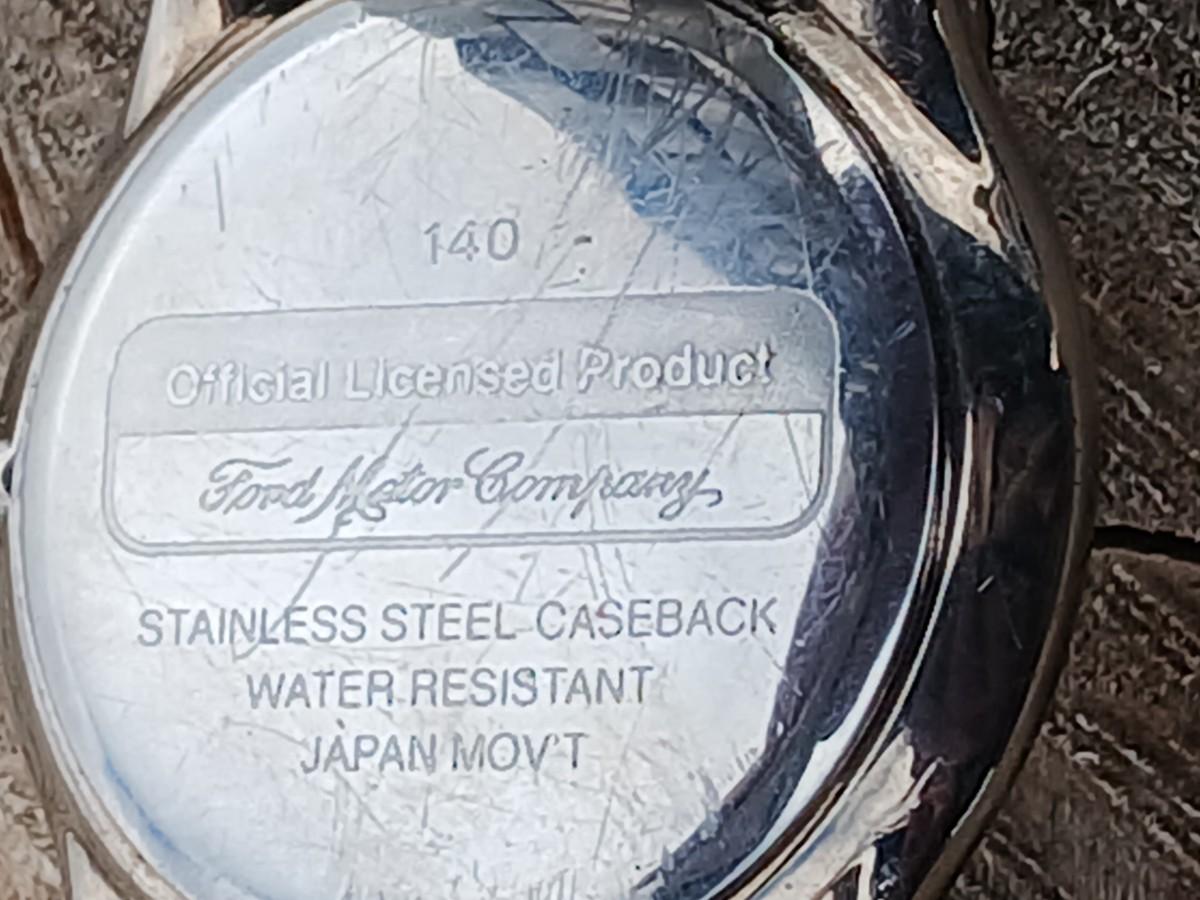 140
Official Licensed Product
Ford Motor Company,
STAINLESS STEEL CASEBACK
WATER RESISTANT
JAPAN MOV'T